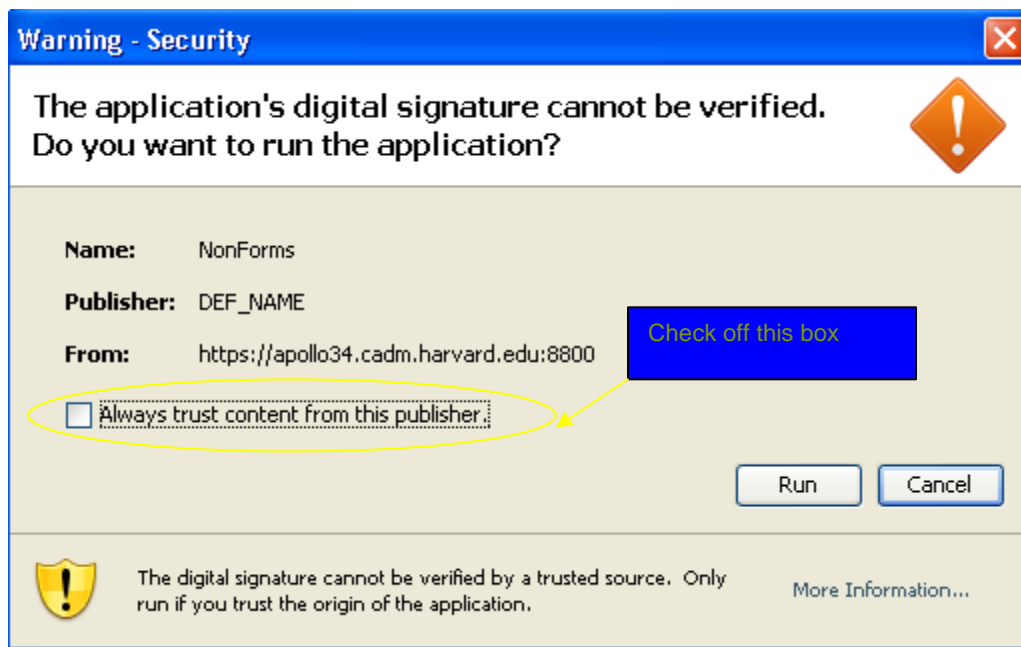 Warning - Security
The application's digital signature cannot be verified.
Do you want to run the application?
Name: NonForms
Publisher: DEF_NAME
From: https://apollo34.cadm.harvard.edu:8800
Check off this box
Always trust content from this publisher.
Run Cancel
The digital signature cannot be verified by a trusted source. Only
run if you trust the origin of the application.
More Information...